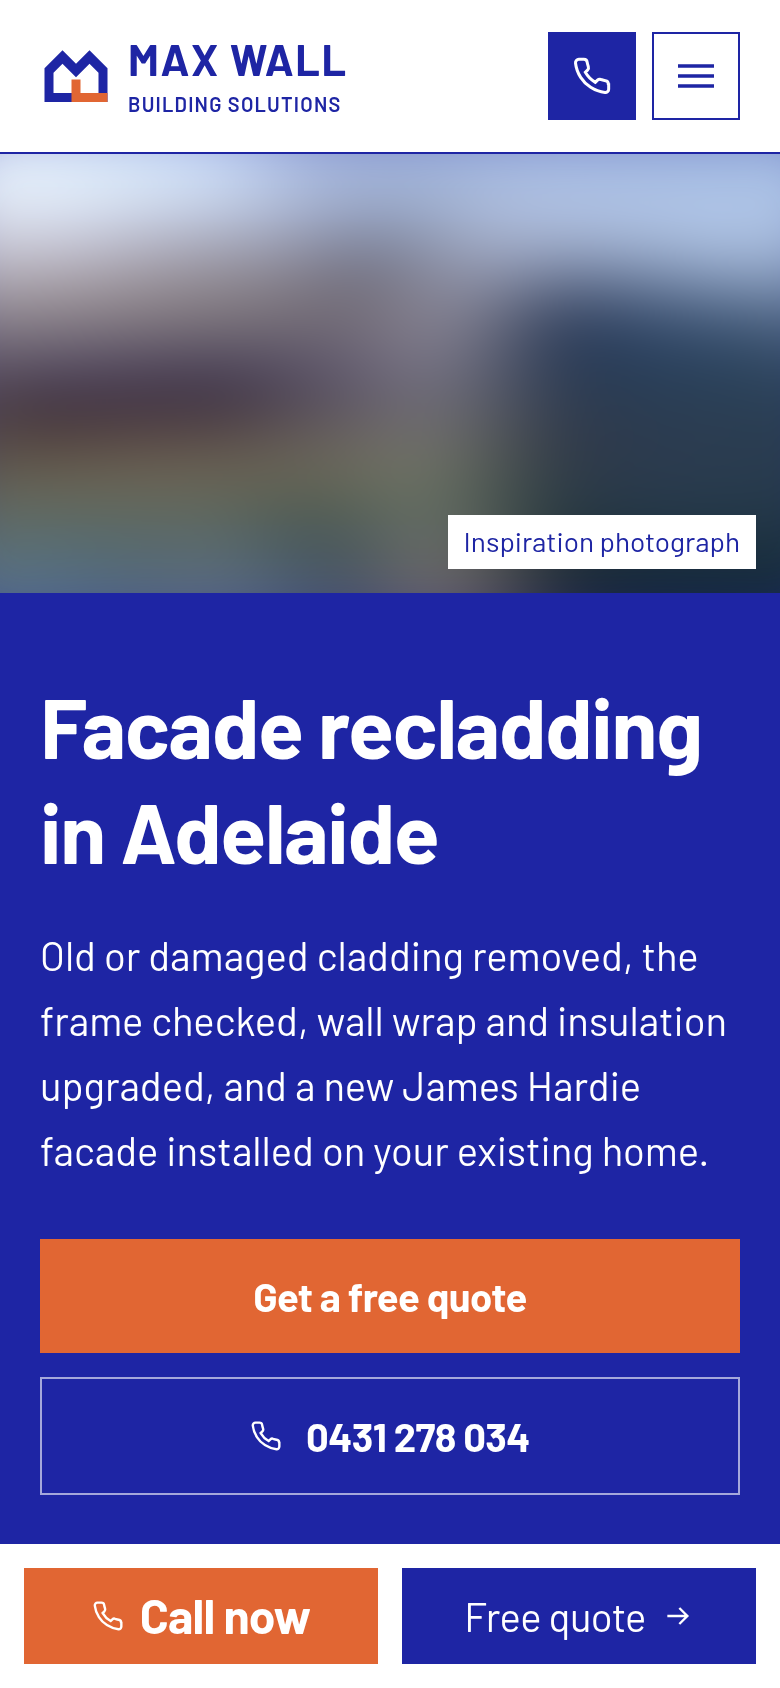 MAX WALL
BUILDING SOLUTIONS
Inspiration photograph
Facade recladding
in Adelaide
Old or damaged cladding removed, the
frame checked, wall wrap and insulation
upgraded, and a new James Hardie
facade installed on your existing home.
Get a free quote
0431 278 034
Call now
Free quote →